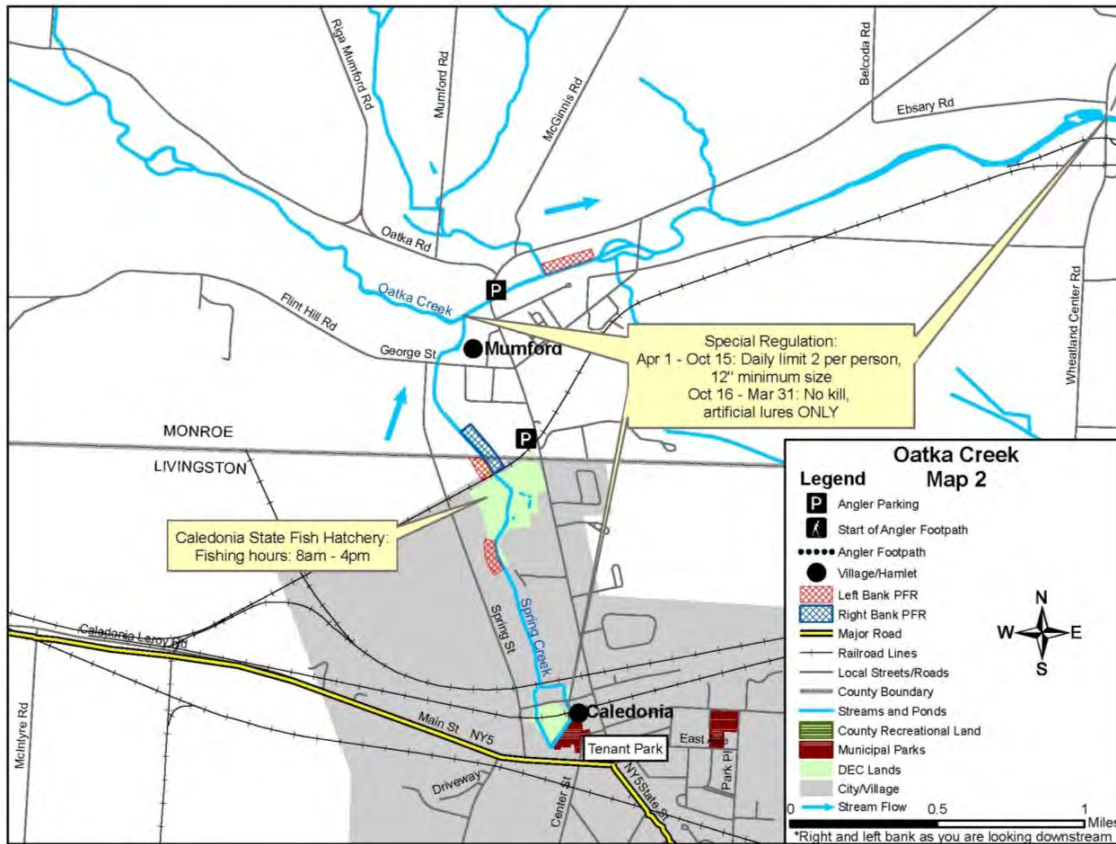 Riga Mumford Rd
Mumford Rd
McGinnis Rd
Belcoda Rd
Ebsary Rd
Oatka Rd
Oatka Creek
Flint Hill Rd
George St
P
Mumford
Wheatland Center Rd
Special Regulation:
Apr 1 - Oct 15: Daily limit 2 per person,
12" minimum size
Oct 16 - Mar 31: No kill,
artificial lures ONLY
P
MONROE
LIVINGSTON
Caledonia State Fish Hatchery:
Fishing hours: 8am - 4pm
Spring St
Spring Creek
Caledonia Leroy Rd
McIntyre Rd
Main St
NY5
Caledonia
Tenant Park
East Ave
Park Pl
Driveway
Center St
NY5
State St
Oatka Creek
Map 2
Legend
P Angler Parking
Start of Angler Footpath
Angler Footpath
Village/Hamlet
Left Bank PFR
Right Bank PFR
Major Road
Railroad Lines
Local Streets/Roads
County Boundary
Streams and Ponds
County Recreational Land
Municipal Parks
DEC Lands
City/Village
Stream Flow
N
W E
S
0 0.5 1
Miles
*Right and left bank as you are looking downstream